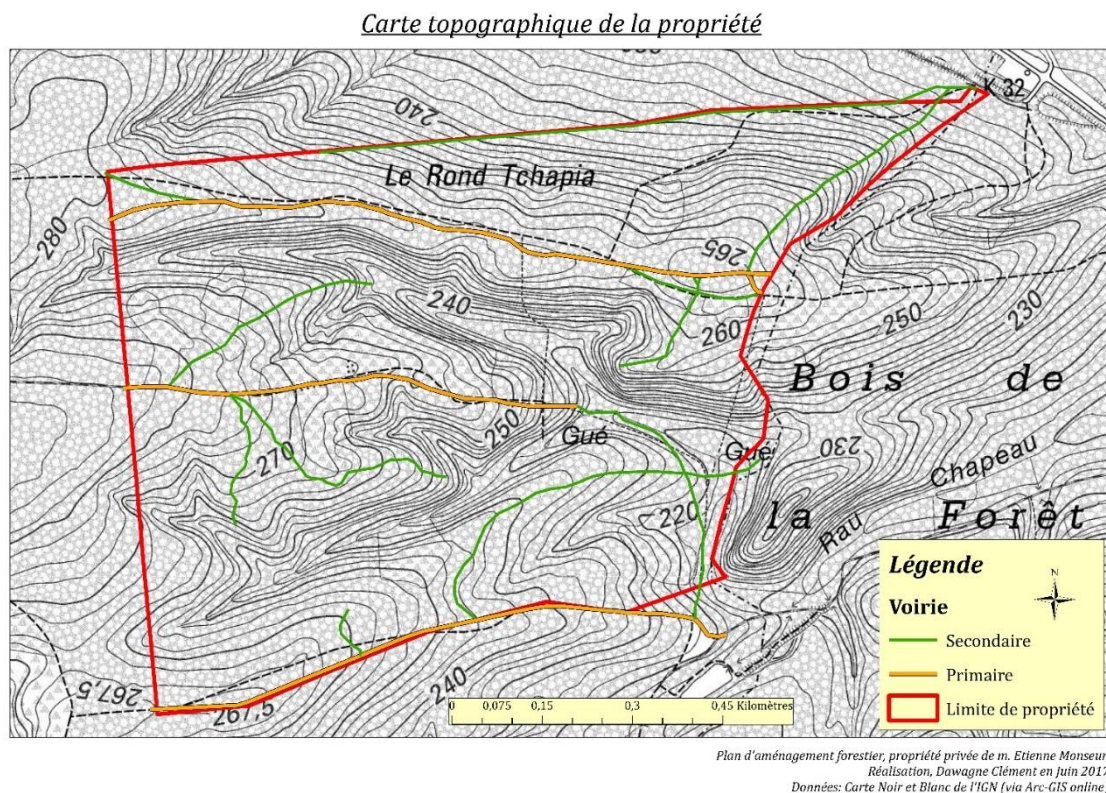 Carte topographique de la propriété
K 32
240
Le Rond Tchapia
280
265
240
260
250
230
Bois de
270
250
Gué
Gué
230
Chapeau
220
la Forêt
Rau
267,5
267,5
240
0 0,075 0,15 0,3 0,45 Kilomètres
Légende
N
Voirie
Secondaire
Primaire
Limite de propriété
Plan d'aménagement forestier, propriété privée de m. Etienne Monseur
Réalisation, Dawagne Clément en juin 2017
Données: Carte Noir et Blanc de l'IGN (via Arc-GIS online)